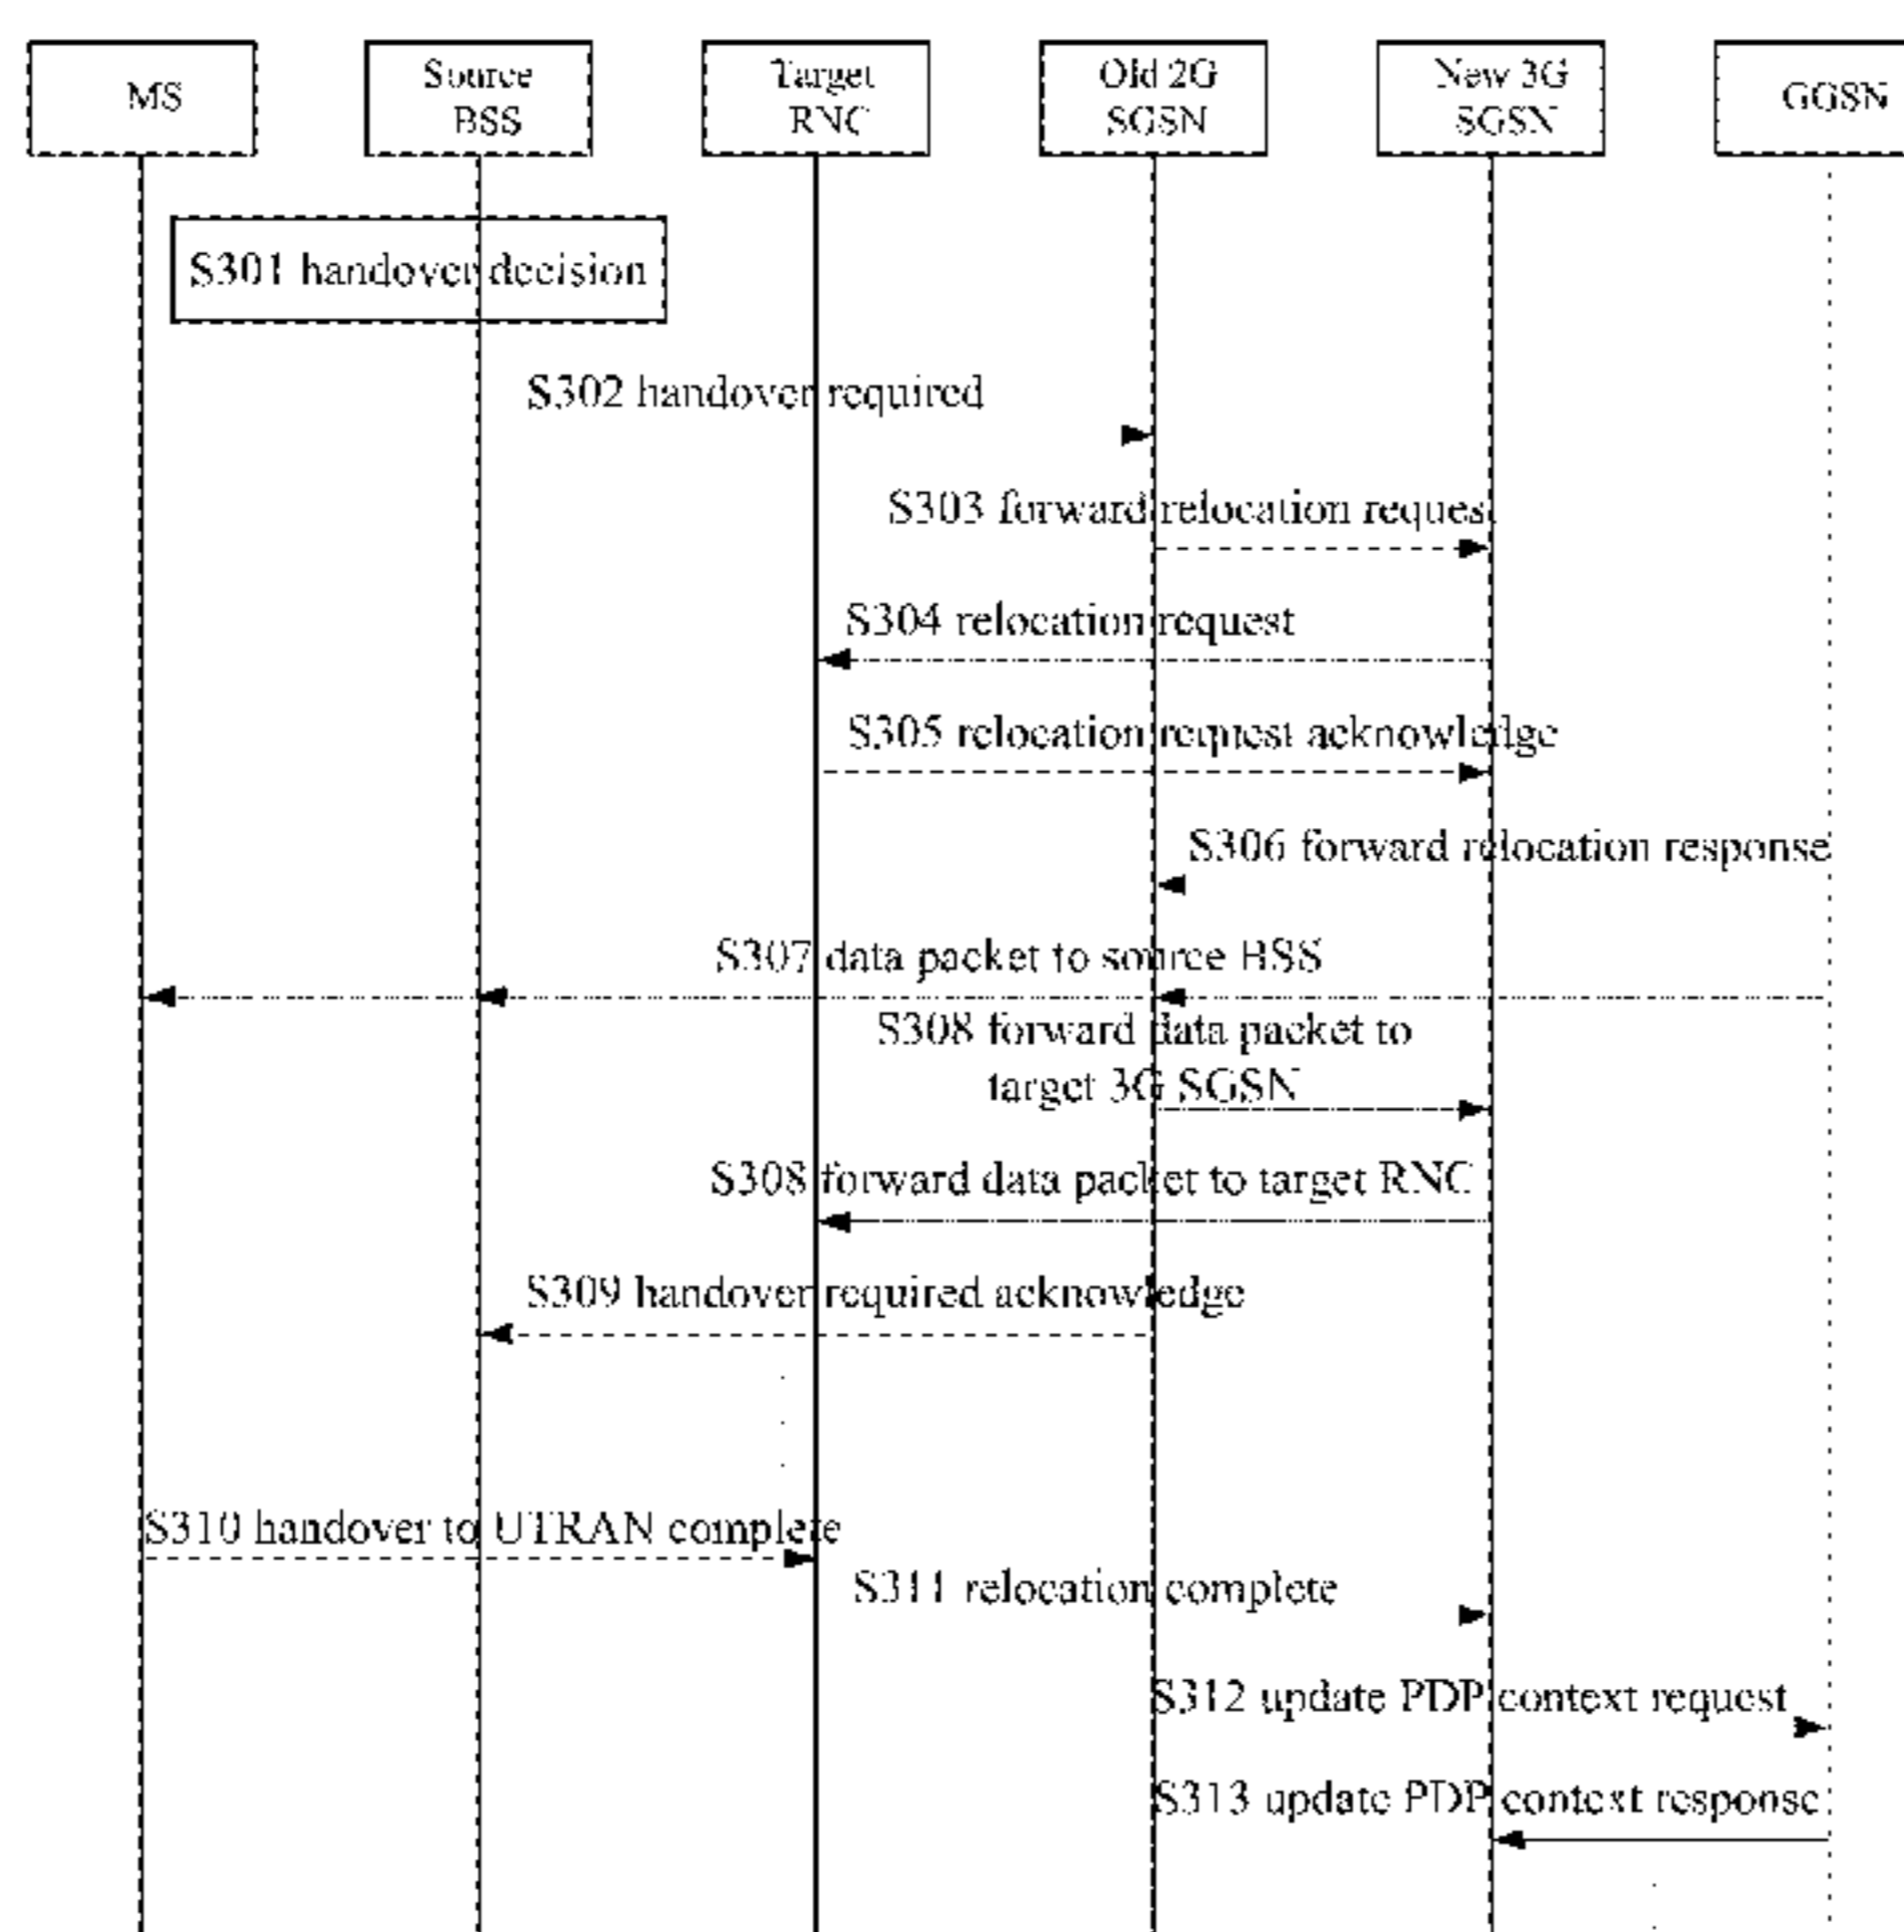 MS
Source
BSS
Target
RNC
Old 2G
SGSN
New 3G
SGSN
GGSN
S301 handover decision
S302 handover required
S303 forward relocation request
S304 relocation request
S305 relocation request acknowledge
S306 forward relocation response
S307 data packet to source BSS
S308 forward data packet to
target 3G SGSN
S308 forward data packet to target RNC
S309 handover required acknowledge
S310 handover to UTRAN complete
S311 relocation complete
S312 update PDP context request
S313 update PDP context response